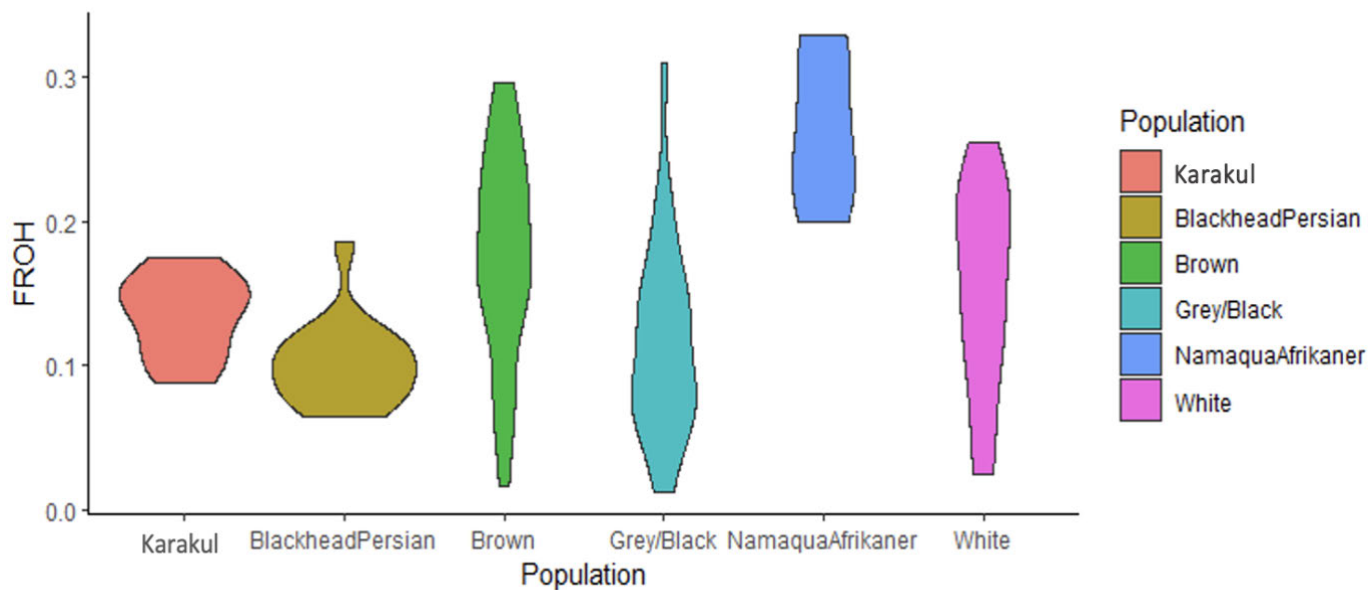 FROH
0.3
0.2
0.1
0.0
Karakul
BlackheadPersian
Brown
Grey/Black
NamaquaAfrikaner
White
Population
Population
Karakul
BlackheadPersian
Brown
Grey/Black
NamaquaAfrikaner
White